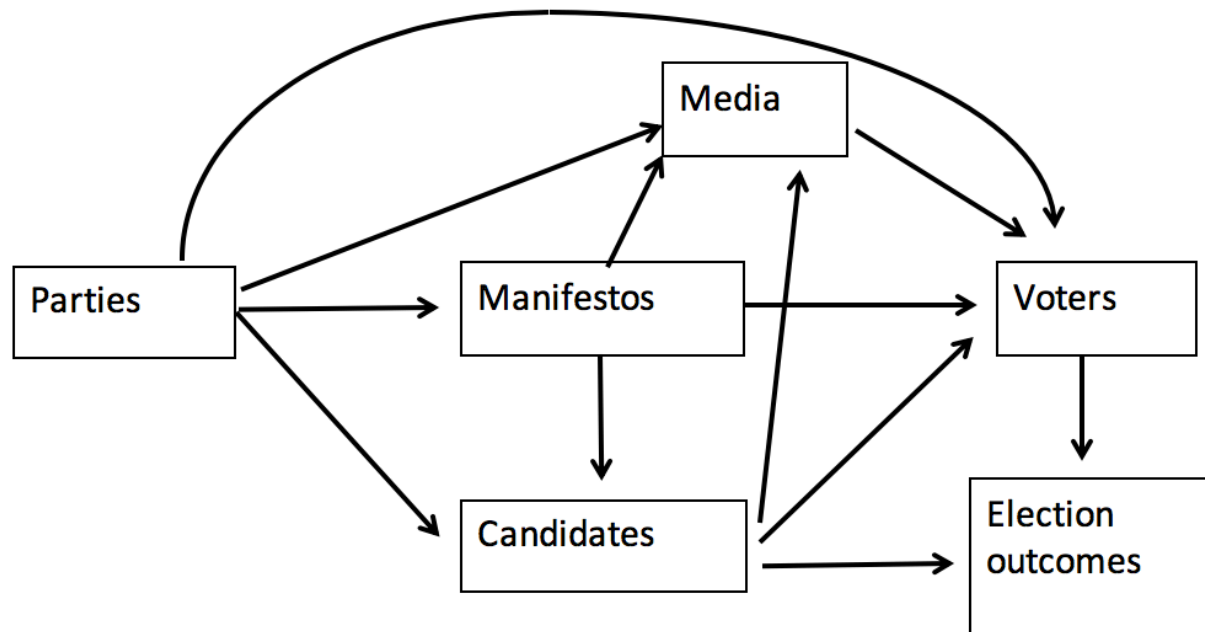 Media
Parties
Manifestos
Voters
Candidates
Election
outcomes